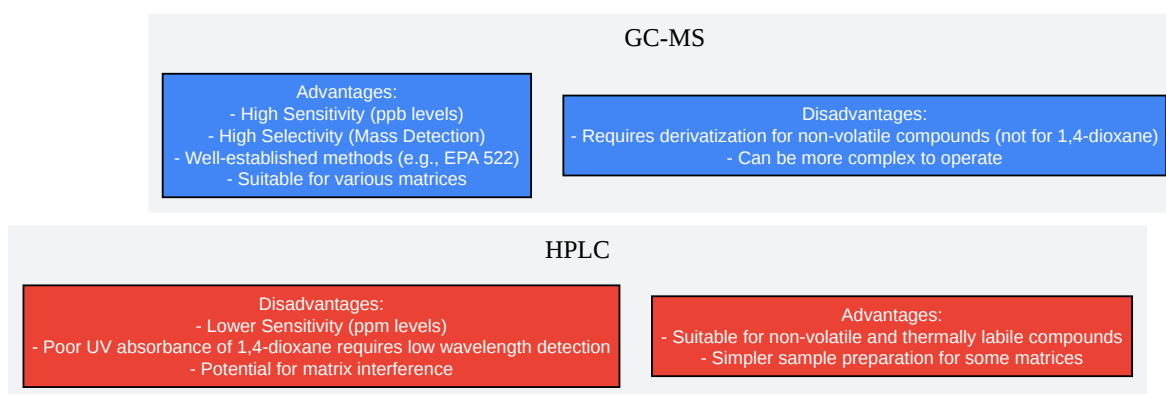 GC-MS
Advantages:
- High Sensitivity (ppb levels)
- High Selectivity (Mass Detection)
- Well-established methods (e.g., EPA 522)
- Suitable for various matrices
Disadvantages:
- Requires derivatization for non-volatile compounds (not for 1,4-dioxane)
- Can be more complex to operate
HPLC
Disadvantages:
- Lower Sensitivity (ppm levels)
- Poor UV absorbance of 1,4-dioxane requires low wavelength detection
- Potential for matrix interference
Advantages:
- Suitable for non-volatile and thermally labile compounds
- Simpler sample preparation for some matrices